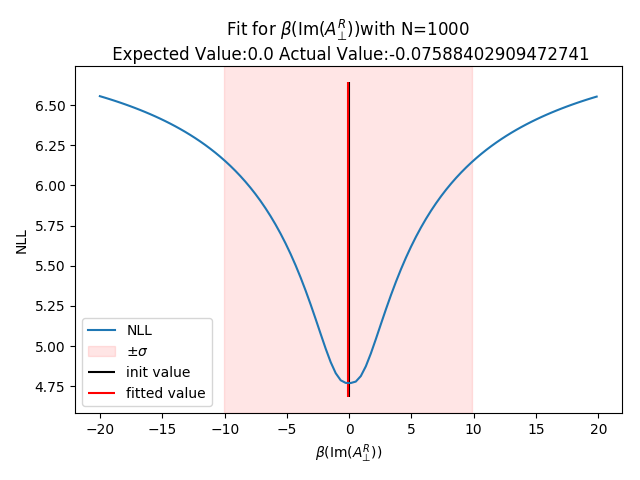 Fit for β(Im(A⊥ᴿ))with N=1000
Expected Value:0.0 Actual Value:-0.07588402909472741
NLL
6.50
6.25
6.00
5.75
5.50
5.25
5.00
4.75
NLL
±σ
init value
fitted value
−20 −15 −10 −5 0 5 10 15 20
β(Im(A⊥ᴿ))